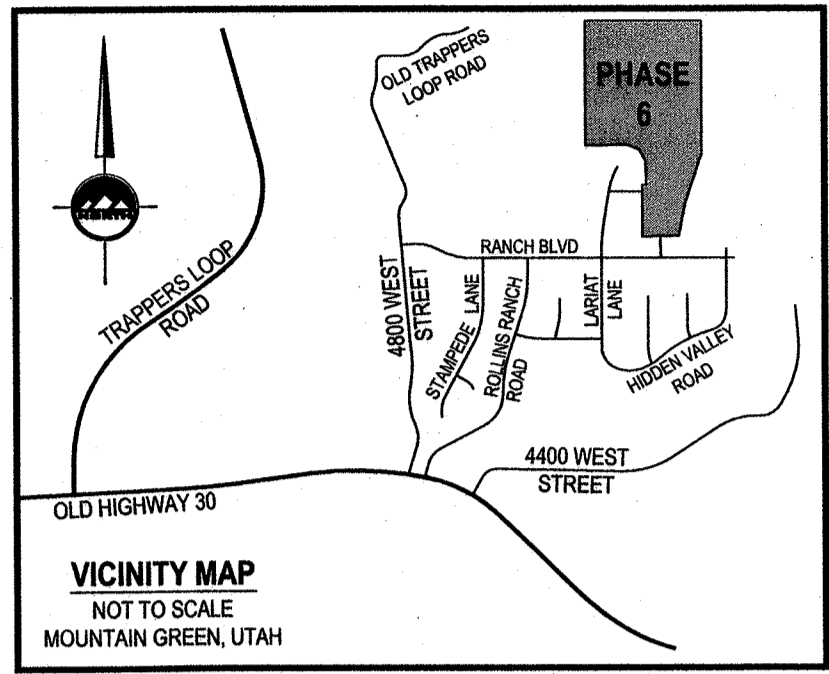 OLD TRAPPERS
LOOP ROAD
PHASE
6
TRAPPERS LOOP
ROAD
RANCH BLVD
4800 WEST
STREET
STAMPEDE LANE
ROLLINS RANCH
ROAD
LARIAT
LANE
HIDDEN VALLEY
ROAD
4400 WEST
STREET
OLD HIGHWAY 30
VICINITY MAP
NOT TO SCALE
MOUNTAIN GREEN, UTAH